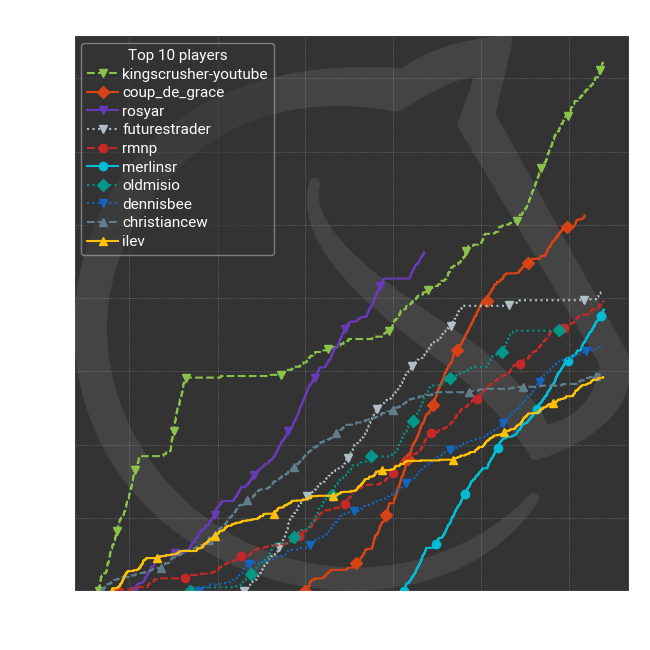 Top 10 players
kingscrusher-youtube
coup_de_grace
rosyar
futurestrader
rmnp
merlinsr
oldmisio
dennisbee
christiancew
ilev